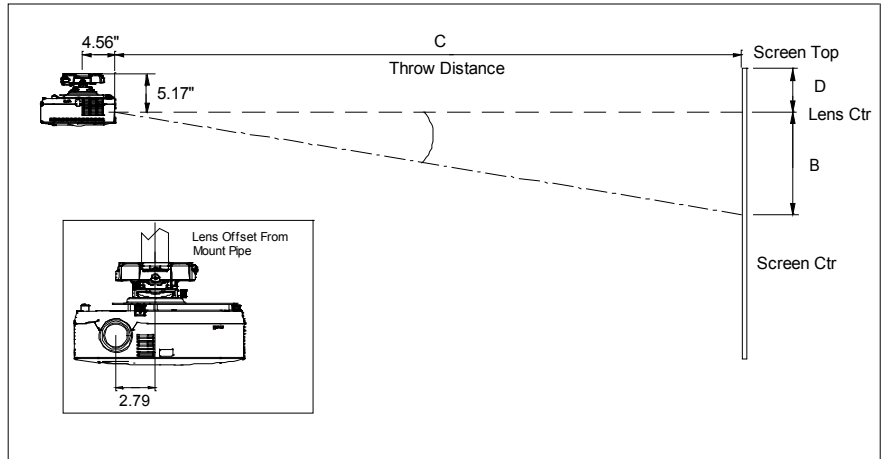 4.56"
C
Throw Distance
Screen Top
5.17"
D
Lens Ctr
B
Lens Offset From
Mount Pipe
Screen Ctr
2.79